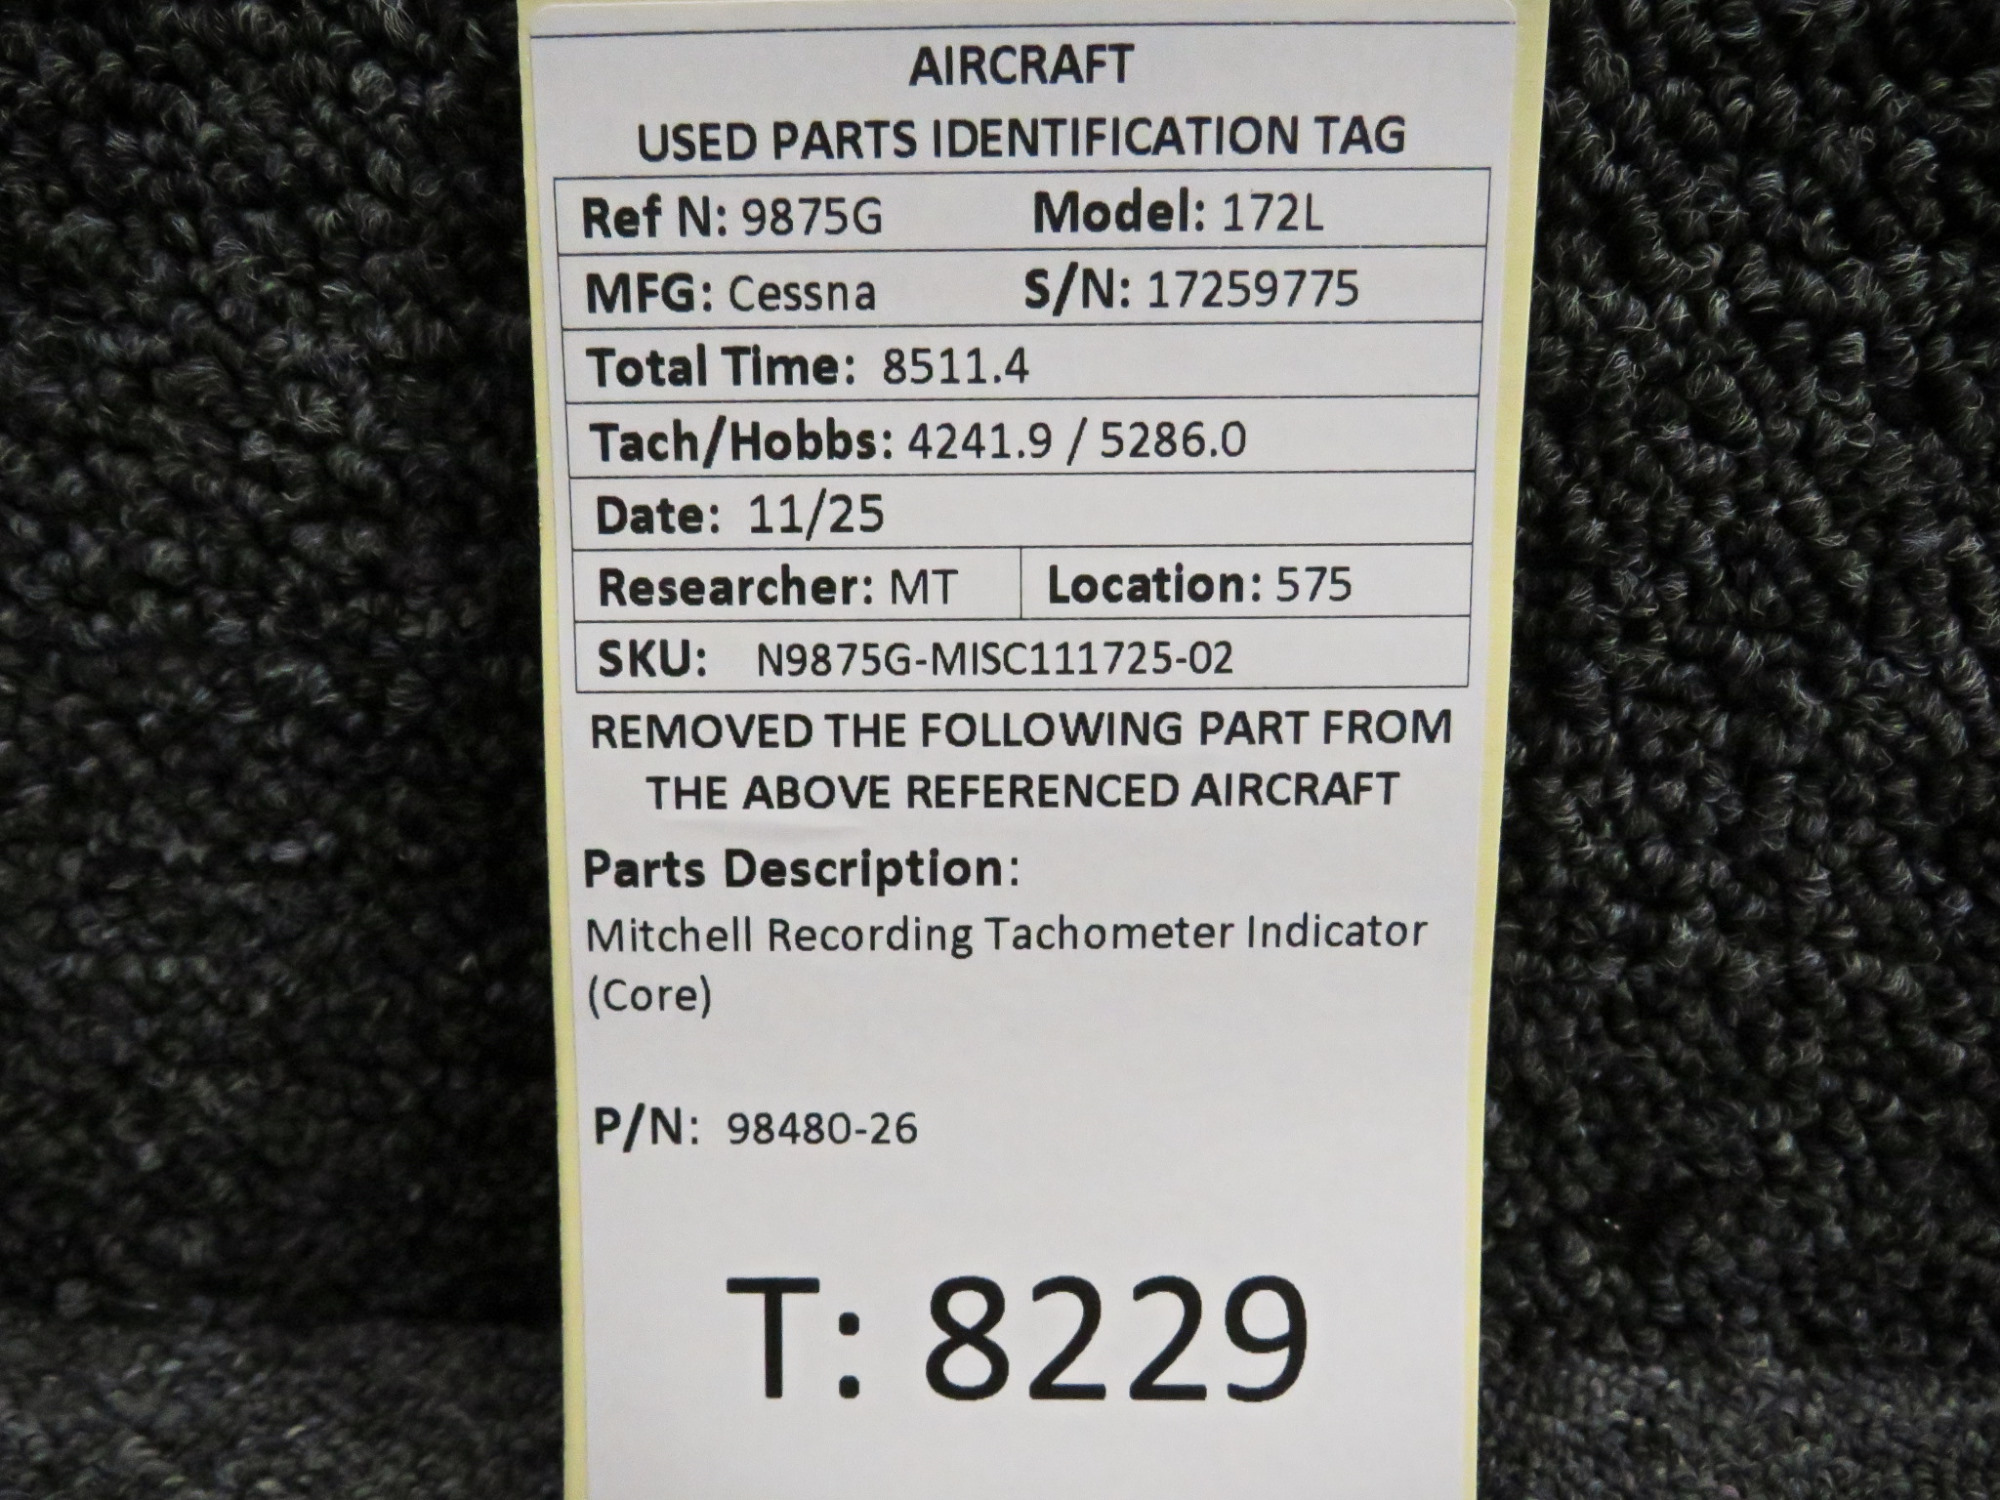 AIRCRAFT
USED PARTS IDENTIFICATION TAG
Ref N: 9875G Model: 172L
MFG: Cessna S/N: 17259775
Total Time: 8511.4
Tach/Hobbs: 4241.9 / 5286.0
Date: 11/25
Researcher: MT Location: 575
SKU: N9875G-MISC111725-02
REMOVED THE FOLLOWING PART FROM
THE ABOVE REFERENCED AIRCRAFT
Parts Description:
Mitchell Recording Tachometer Indicator
(Core)
P/N: 98480-26
T: 8229